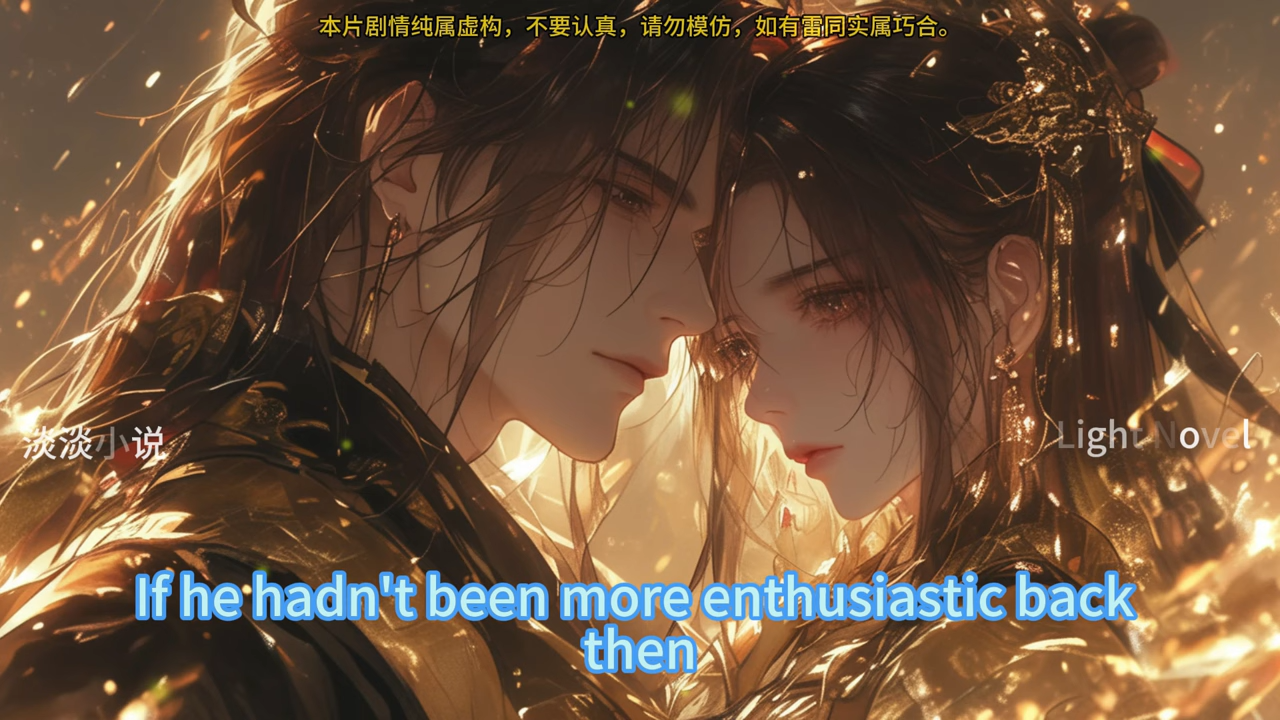 本片剧情纯属虚构，不要认真，请勿模仿，如有雷同实属巧合。
淡淡小说
Light Novel
If he hadn't been more enthusiastic back
then